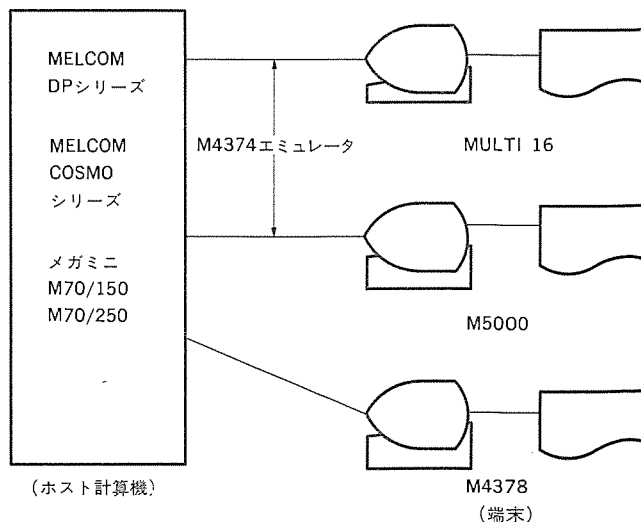 MELCOM
DPシリーズ
MELCOM
COSMO
シリーズ
メガミニ
M70/150
M70/250
(ホスト計算機)
M4374エミュレータ
MULTI 16
M5000
M4378
(端末)